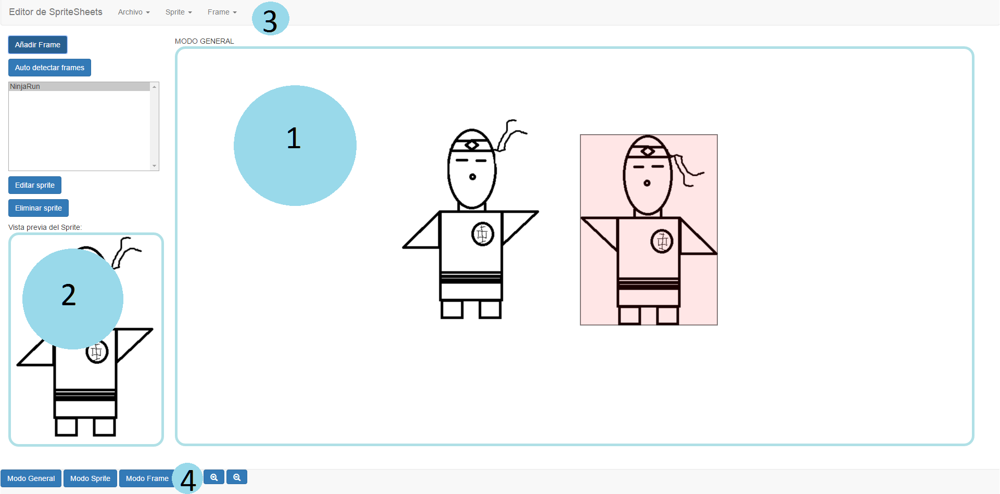 Editor de SpriteSheets Archivo Sprite Frame 3
Añadir Frame
Auto detectar frames
NinjaRun
Editar sprite
Eliminar sprite
Vista previa del Sprite:
2
MODO GENERAL
1
Modo General Modo Sprite Modo Frame 4